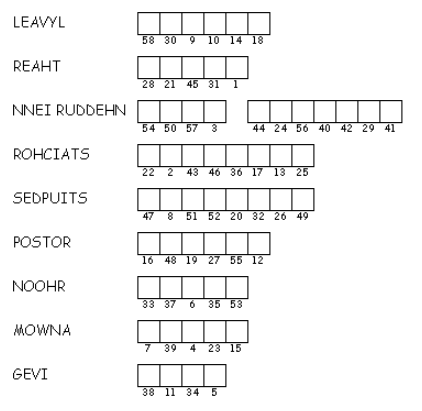 LEAVYL
58 30 9 10 14 18
REAHT
28 21 45 31 1
NNEI RUDDEHN
54 50 57 3 44 24 56 40 42 29 41
ROHCIATS
22 2 43 46 36 17 13 25
SEDPUITS
47 8 51 52 20 32 26 49
POSTOR
16 48 19 27 55 12
NOOHR
33 37 6 35 53
MOWNA
7 39 4 23 15
GEVI
38 11 34 5